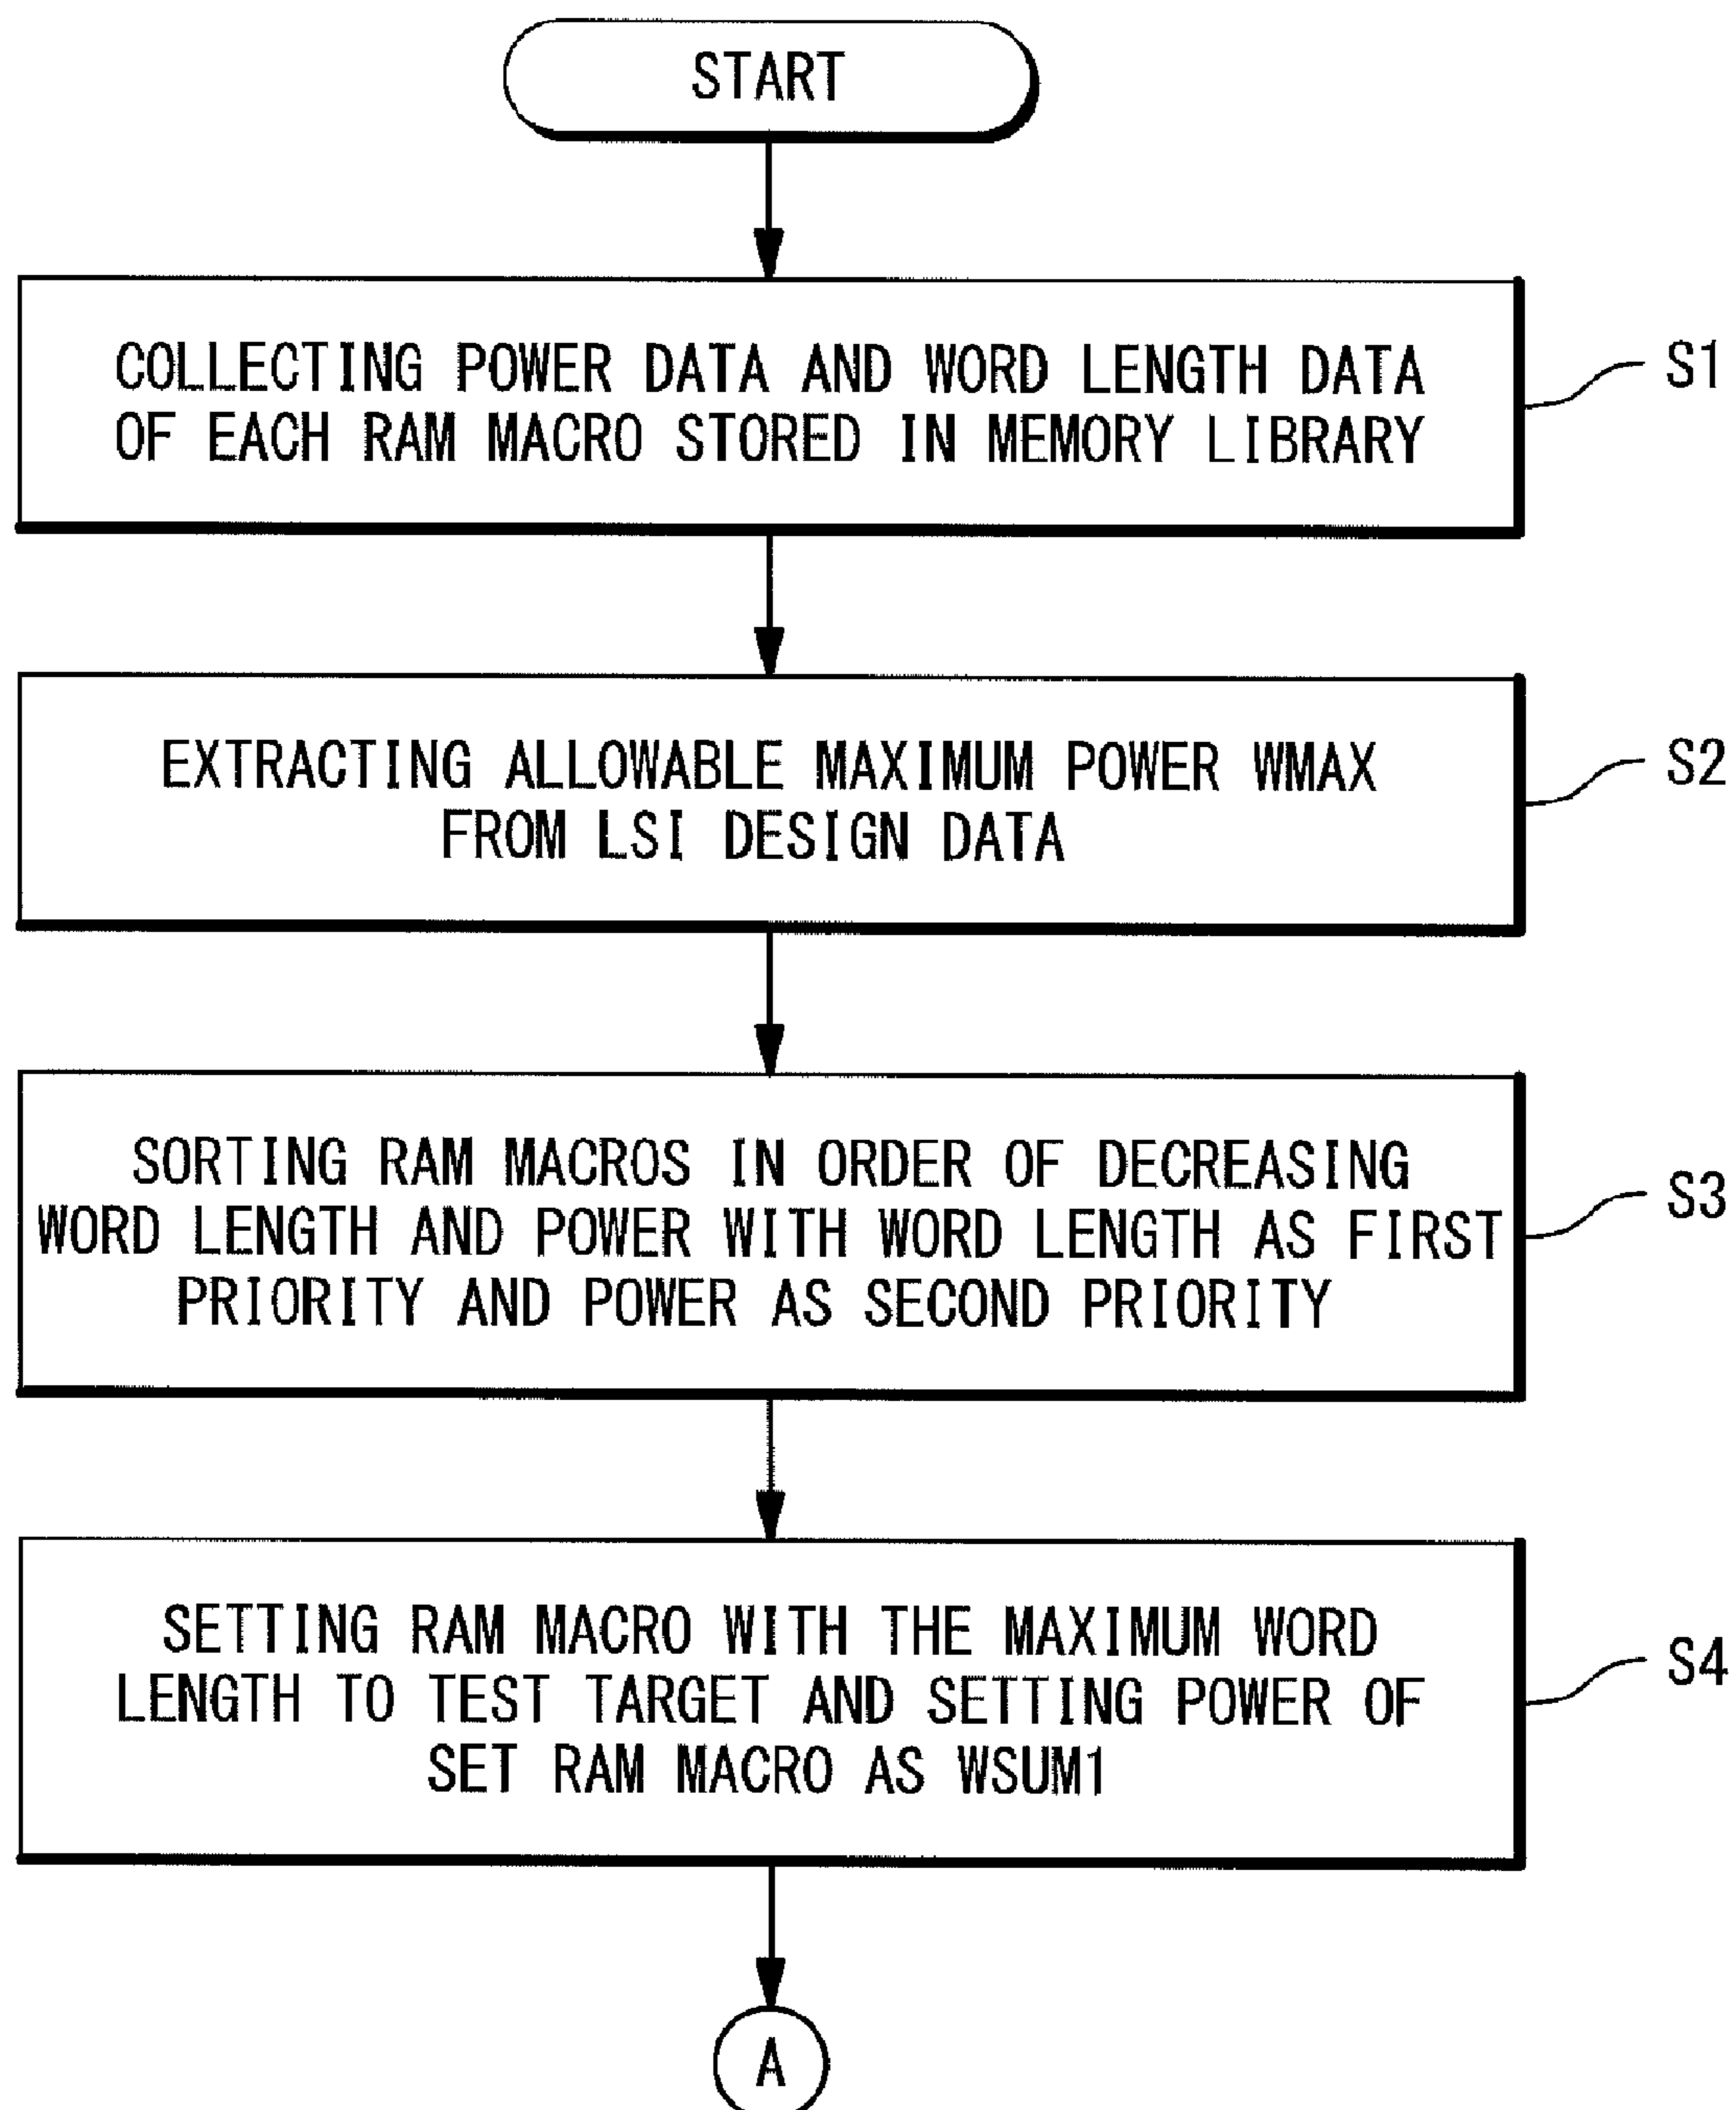 START
COLLECTING POWER DATA AND WORD LENGTH DATA
OF EACH RAM MACRO STORED IN MEMORY LIBRARY
S1
EXTRACTING ALLOWABLE MAXIMUM POWER WMAX
FROM LSI DESIGN DATA
S2
SORTING RAM MACROS IN ORDER OF DECREASING
WORD LENGTH AND POWER WITH WORD LENGTH AS FIRST
PRIORITY AND POWER AS SECOND PRIORITY
S3
SETTING RAM MACRO WITH THE MAXIMUM WORD
LENGTH TO TEST TARGET AND SETTING POWER OF
SET RAM MACRO AS WSUM1
S4
A